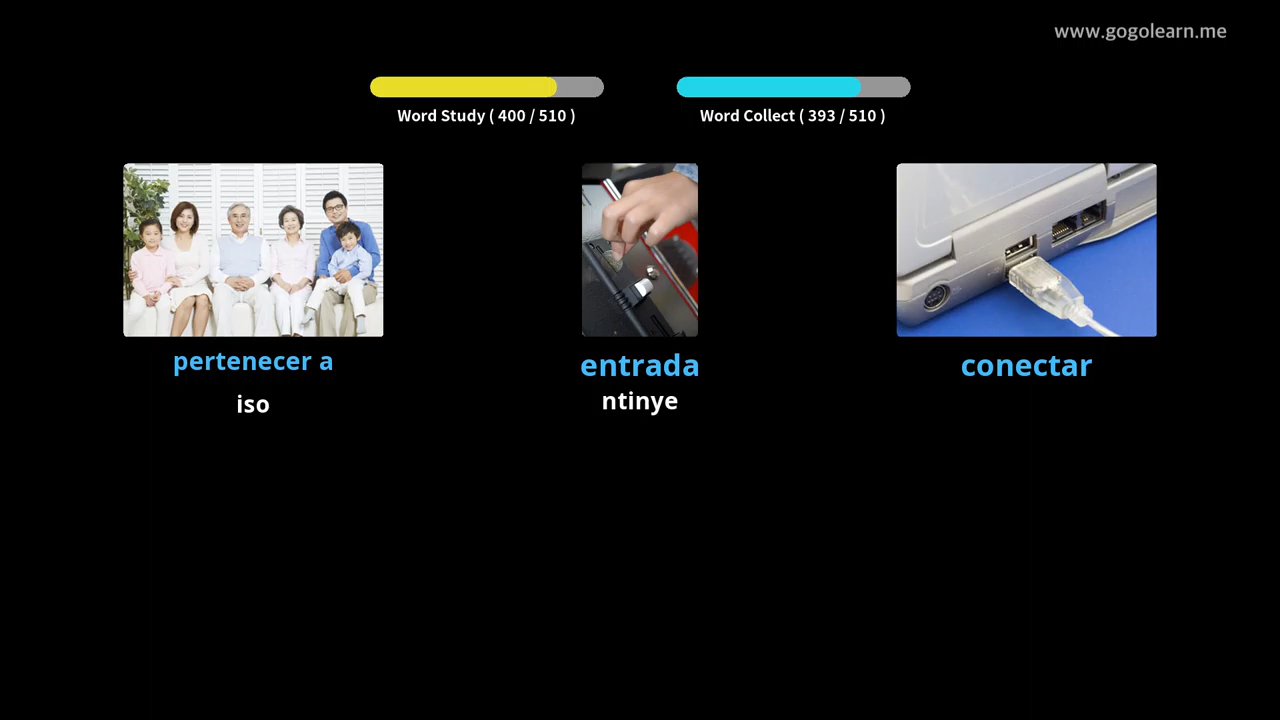 www.gogolearn.me
Word Study ( 400 / 510 )
Word Collect ( 393 / 510 )
pertenecer a
iso
entrada
ntinye
conectar